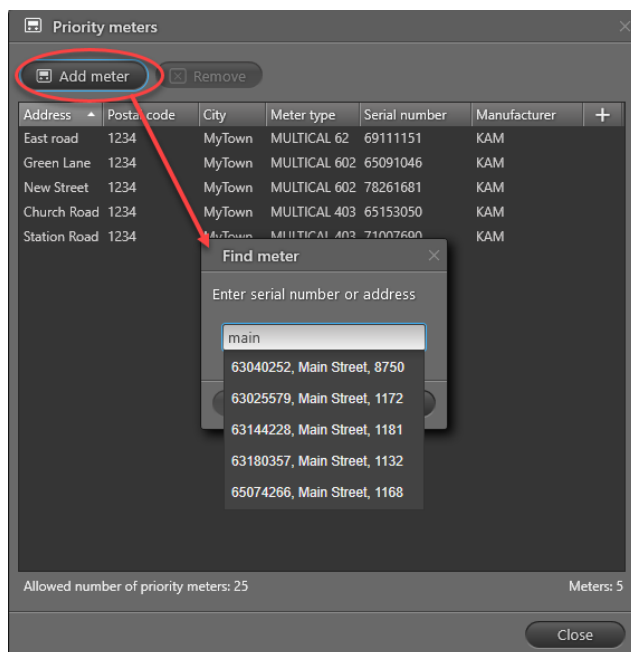 Priority meters
Add meter Remove
Address Postal code City Meter type Serial number Manufacturer +
East road 1234 MyTown MULTICAL 62 69111151 KAM
Green Lane 1234 MyTown MULTICAL 602 65091046 KAM
New Street 1234 MyTown MULTICAL 602 78261681 KAM
Church Road 1234 MyTown MULTICAL 403 65153050 KAM
Station Road 1234 MyTown MULTICAL 403 71007690 KAM
Find meter
Enter serial number or address
main
63040252, Main Street, 8750
63025579, Main Street, 1172
63144228, Main Street, 1181
63180357, Main Street, 1132
65074266, Main Street, 1168
Allowed number of priority meters: 25 Meters: 5
Close